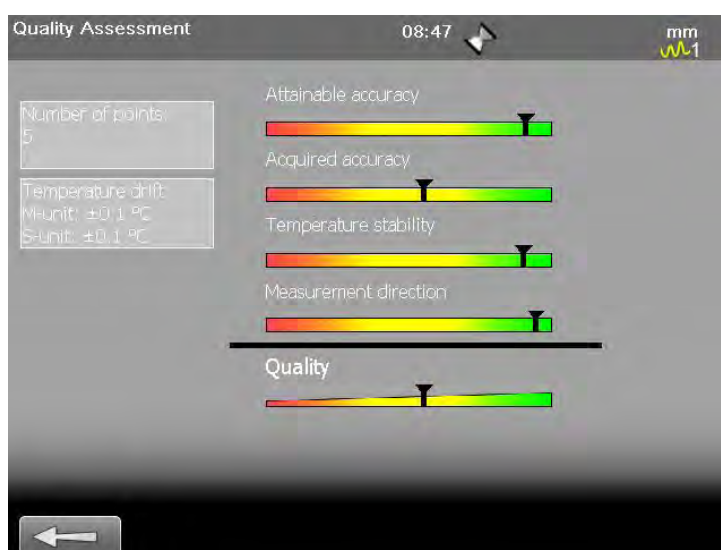 Quality Assessment
08:47
mm
1
Number of points:
5
Temperature drift:
M-unit: ±0.1 ºC
S-unit: ±0.1 ºC
Attainable accuracy
Acquired accuracy
Temperature stability
Measurement direction
Quality